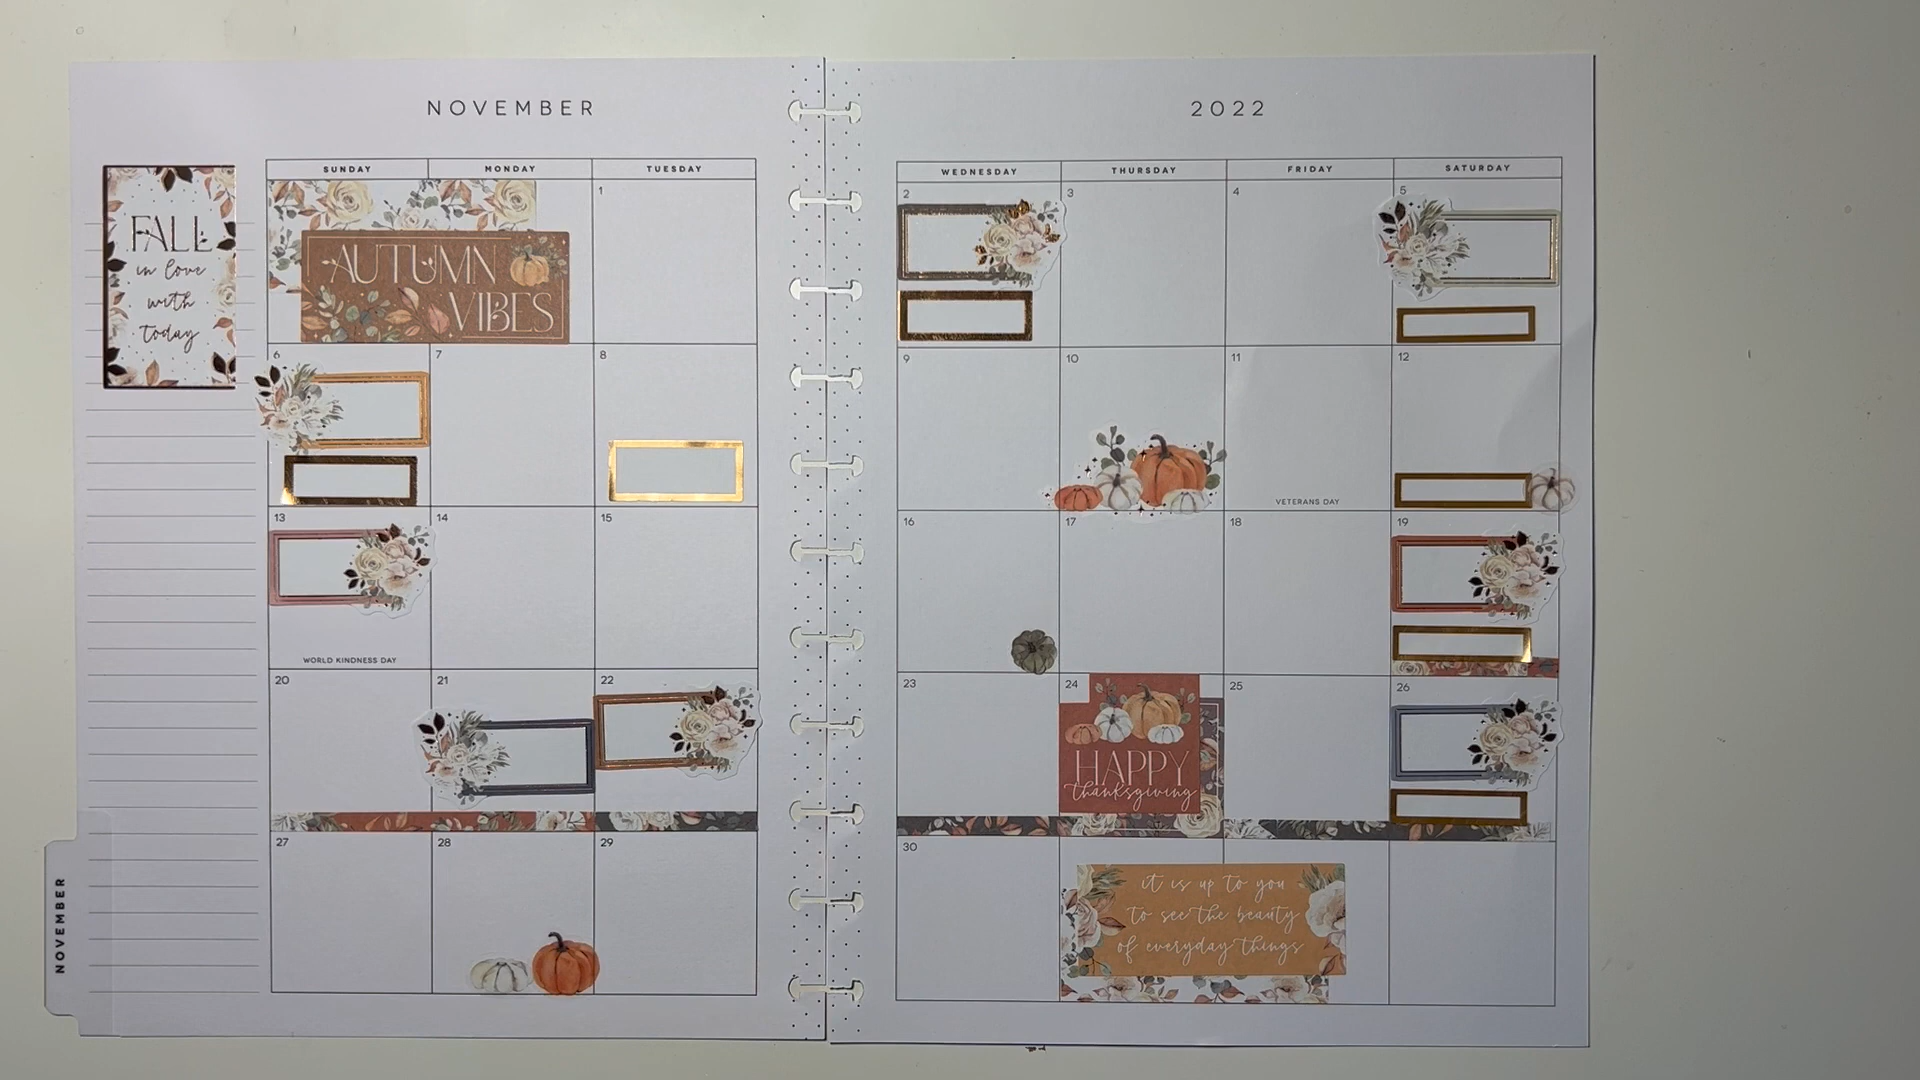 NOVEMBER
2022
SUNDAY MONDAY TUESDAY
WEDNESDAY THURSDAY FRIDAY SATURDAY
FALL
in love
with
today
AUTUMN
VIBES
1
2 3 4 5
6 7 8
9 10 11 12
VETERANS DAY
13 14 15
WORLD KINDNESS DAY
16 17 18 19
20 21 22
23 24 25 26
HAPPY
thanksgiving
27 28 29
30
it is up to you
to see the beauty
of everyday things
NOVEMBER